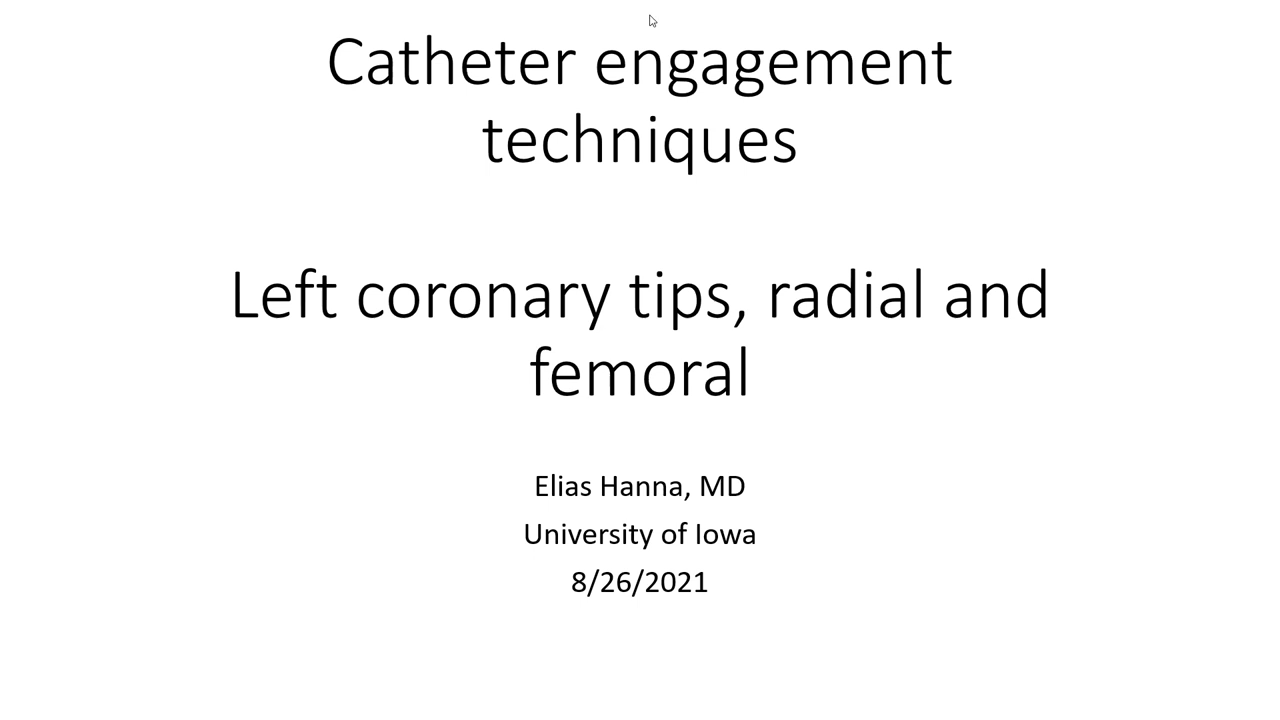 Catheter engagement
techniques
Left coronary tips, radial and
femoral
Elias Hanna, MD
University of Iowa
8/26/2021